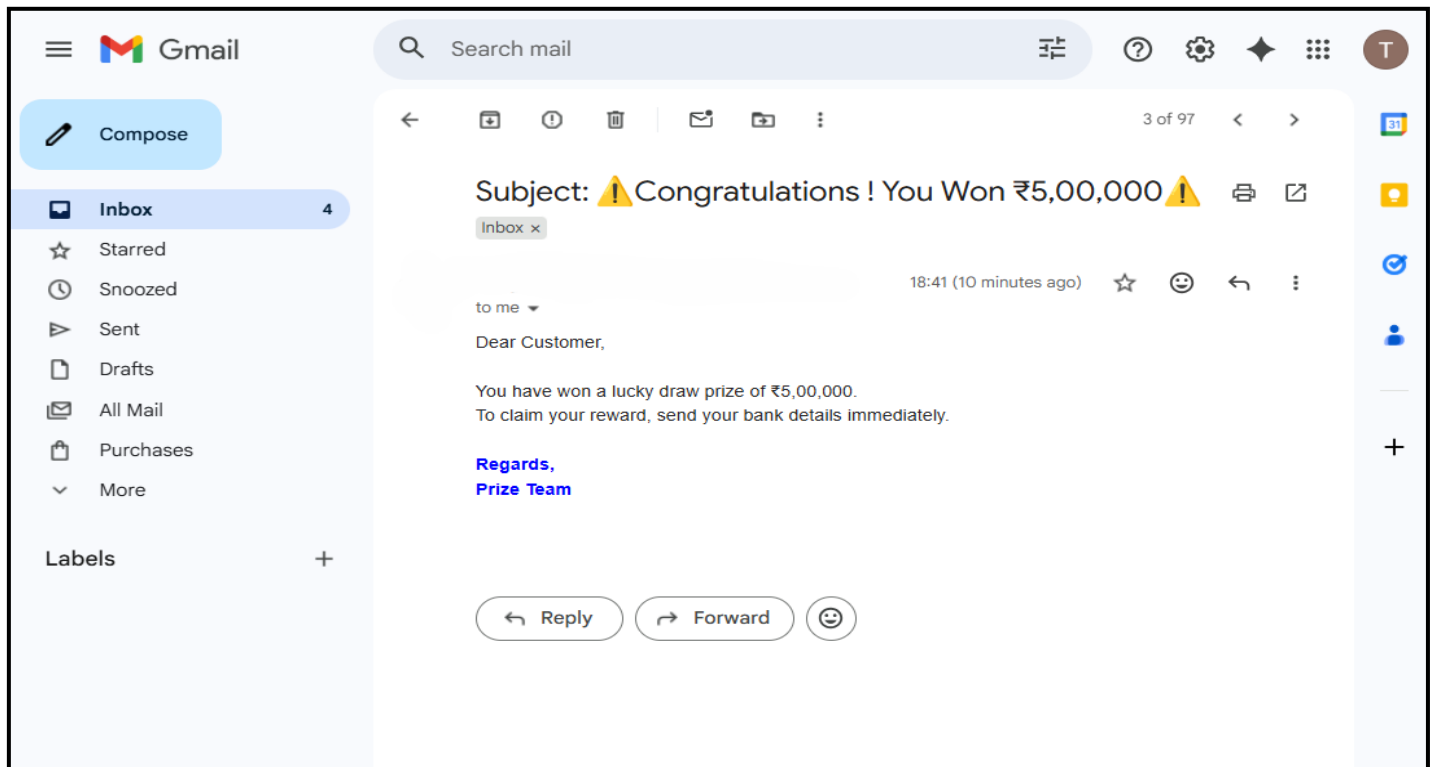 Gmail
Search mail
T
Compose
3 of 97
31
Subject: ⚠️Congratulations ! You Won ₹5,00,000⚠️
Inbox 4
Inbox ×
Starred
Snoozed
18:41 (10 minutes ago)
to me
Sent
Dear Customer,
Drafts
You have won a lucky draw prize of ₹5,00,000.
All Mail
To claim your reward, send your bank details immediately.
Purchases
Regards,
More
Prize Team
Labels
Reply
Forward